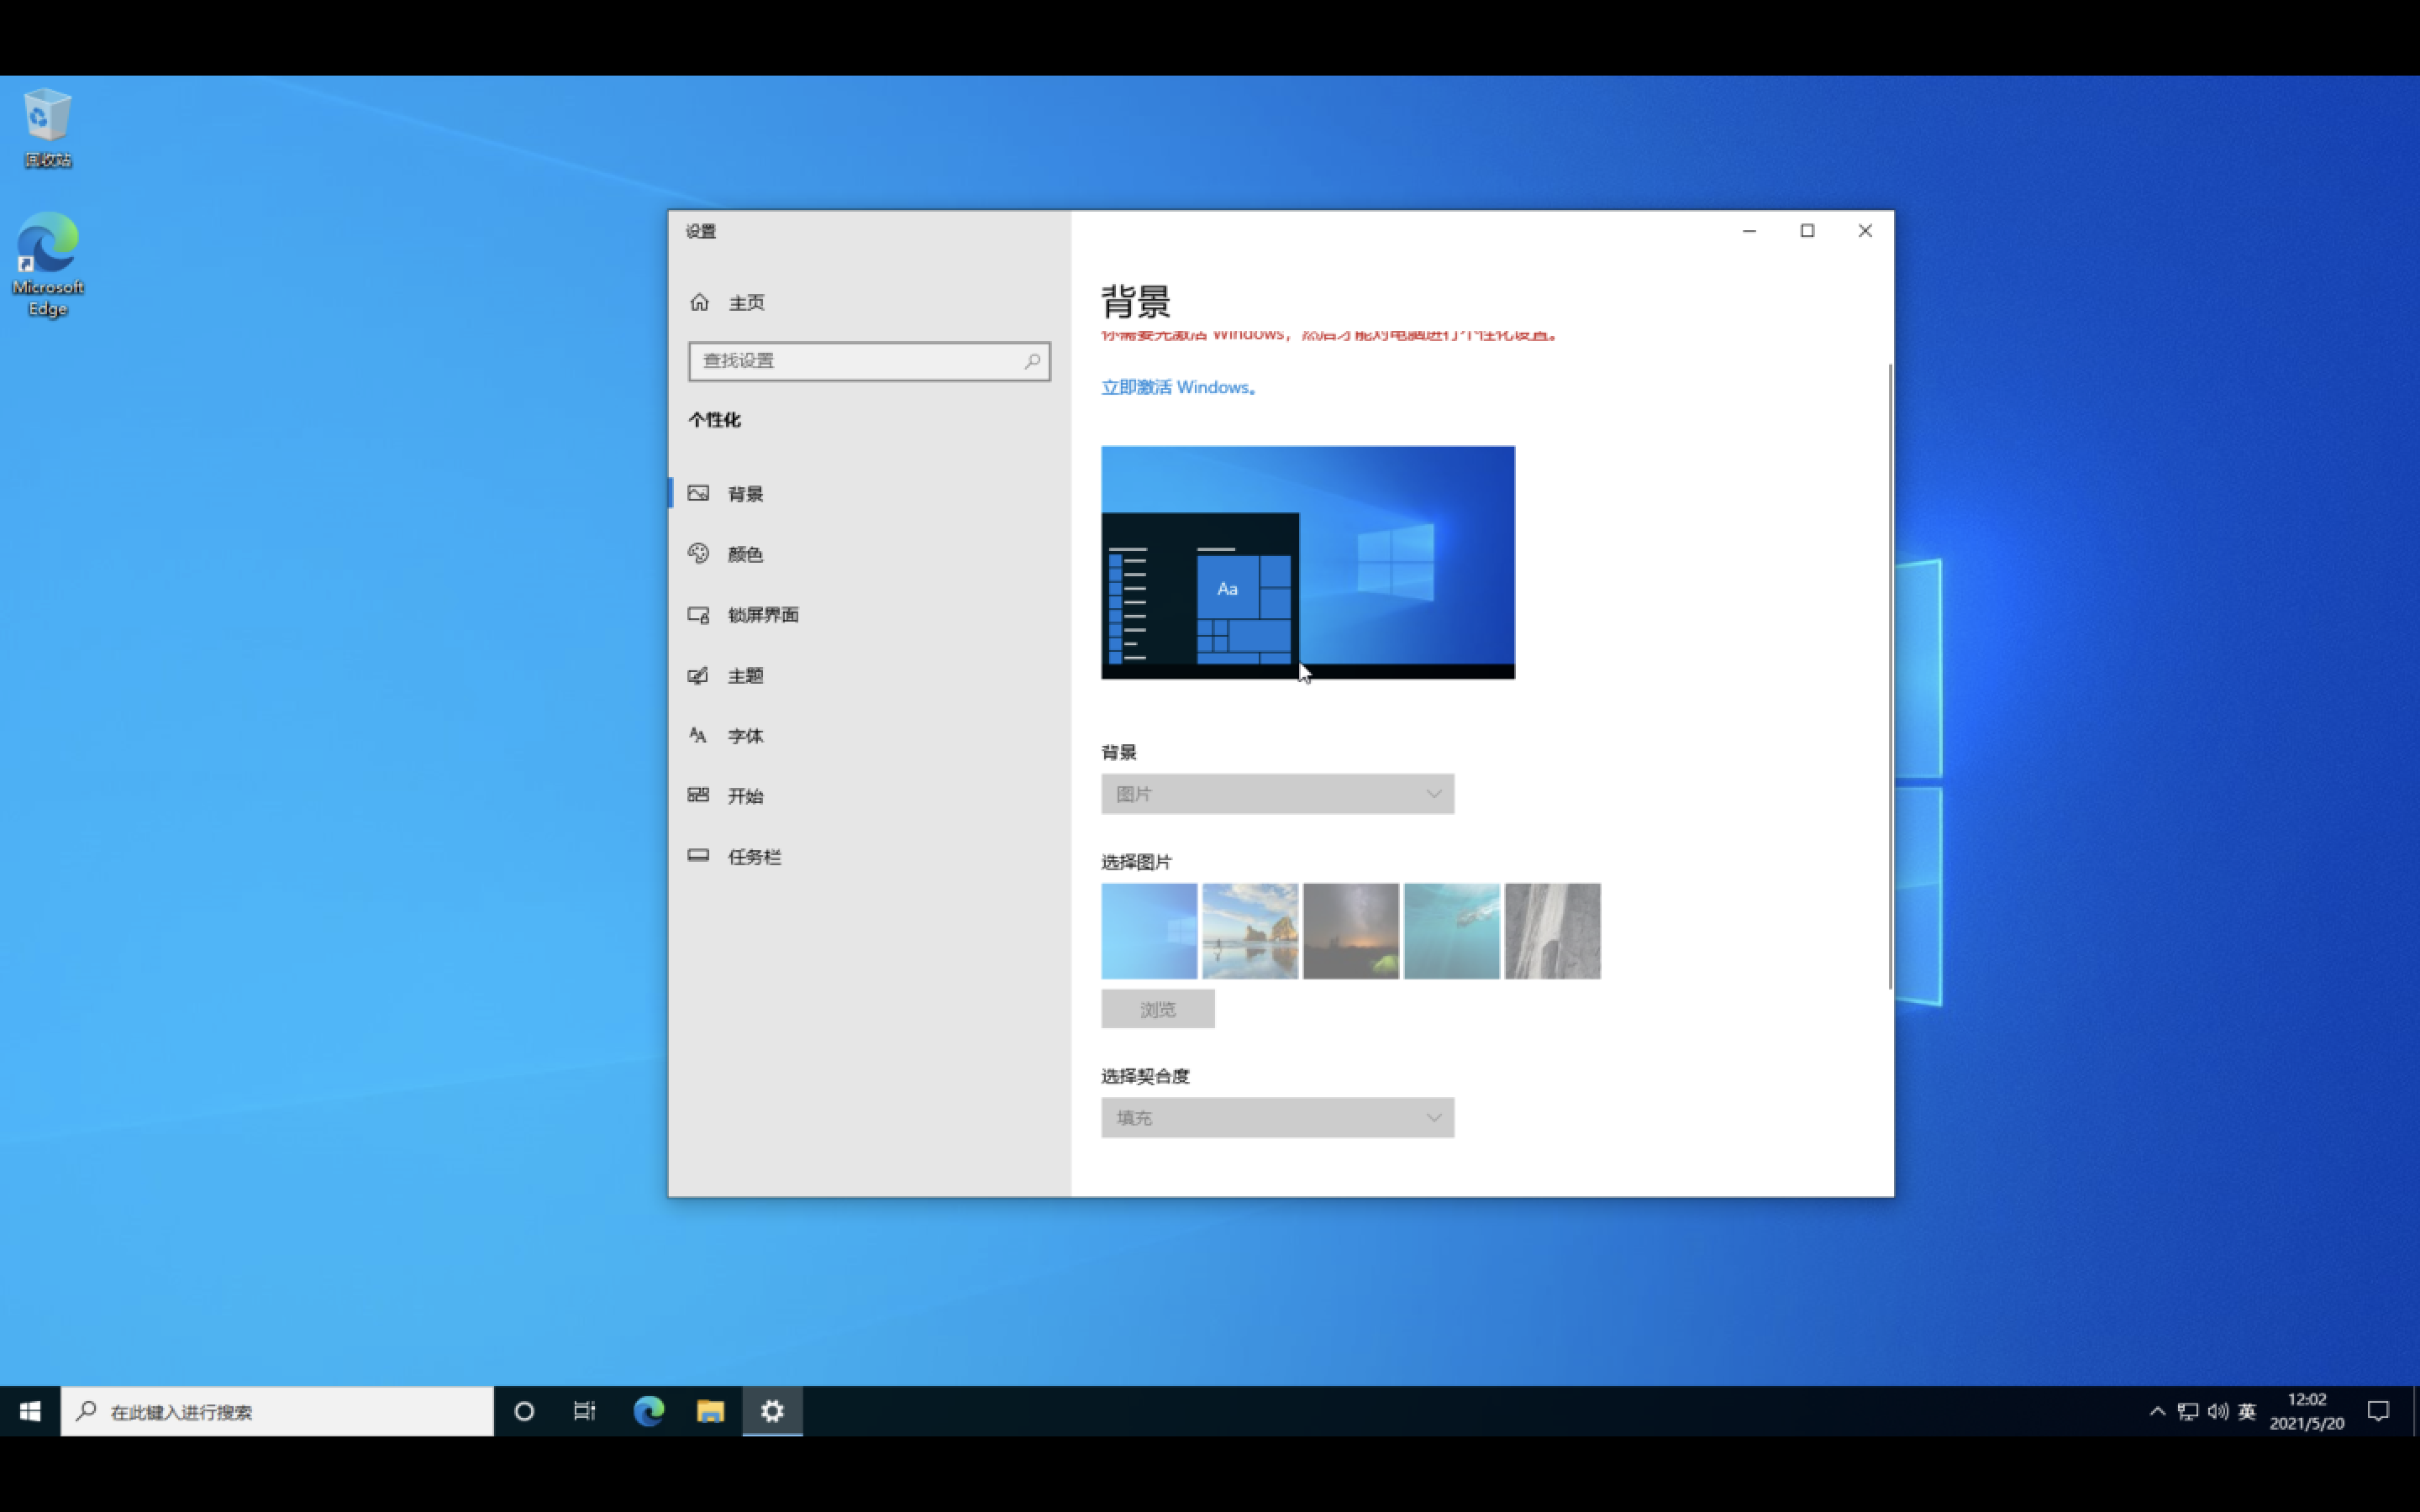 回收站
Microsoft
Edge
设置
主页
查找设置
个性化
背景
颜色
锁屏界面
主题
字体
开始
任务栏
背景
你需要先激活 Windows，然后才能对电脑进行个性化设置。
立即激活 Windows。
Aa
背景
图片
选择图片
浏览
选择契合度
填充
在此键入进行搜索
英
12:02
2021/5/20